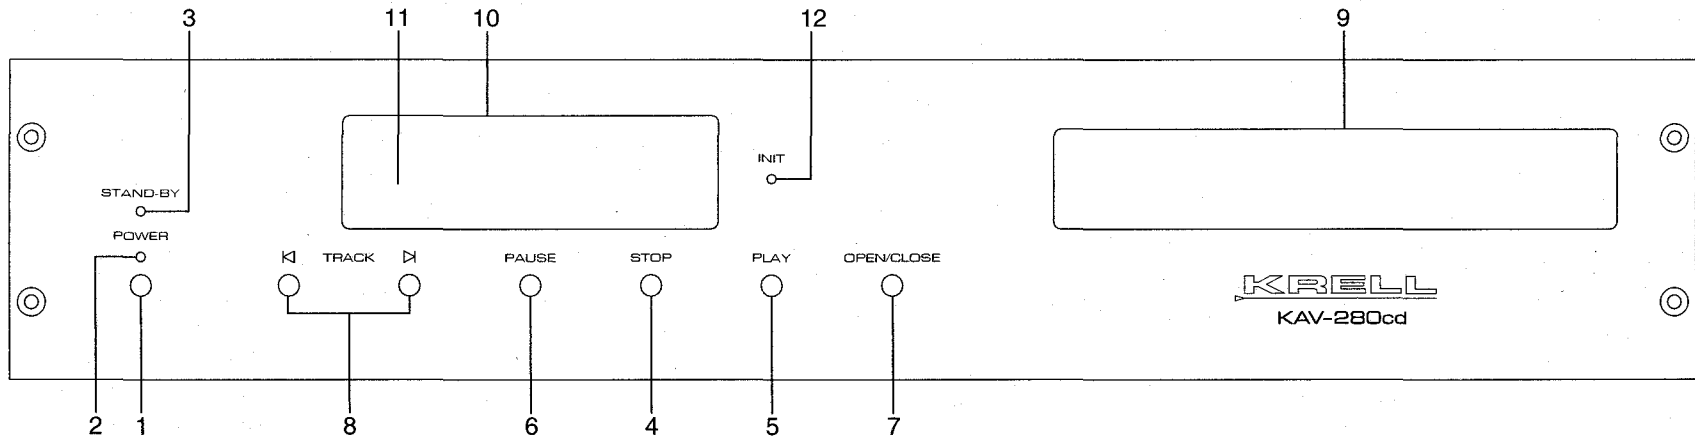 3 11 10 12 9
INIT
STAND-BY
POWER
TRACK PAUSE STOP PLAY OPEN/CLOSE
KRELL
KAV-280cd
2 1 8 6 4 5 7